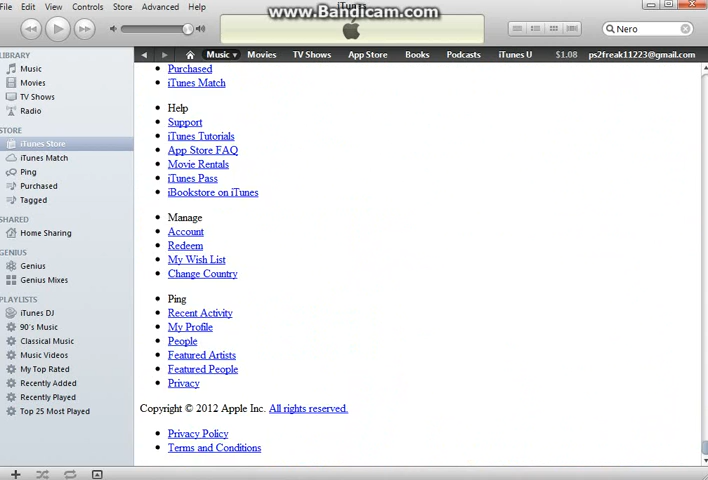 www.Bandicam.com
iTunes
File Edit View Controls Store Advanced Help
Nero
Music Movies TV Shows App Store Books Podcasts iTunes U $1.08 ps2freak11223@gmail.com
LIBRARY
Music
Movies
TV Shows
Radio
STORE
iTunes Store
iTunes Match
Ping
Purchased
Tagged
SHARED
Home Sharing
GENIUS
Genius
Genius Mixes
PLAYLISTS
iTunes DJ
90's Music
Classical Music
Music Videos
My Top Rated
Recently Added
Recently Played
Top 25 Most Played
Purchased
iTunes Match
Help
Support
iTunes Tutorials
App Store FAQ
Movie Rentals
iTunes Pass
iBookstore on iTunes
Manage
Account
Redeem
My Wish List
Change Country
Ping
Recent Activity
My Profile
People
Featured Artists
Featured People
Privacy
Copyright © 2012 Apple Inc. All rights reserved.
Privacy Policy
Terms and Conditions